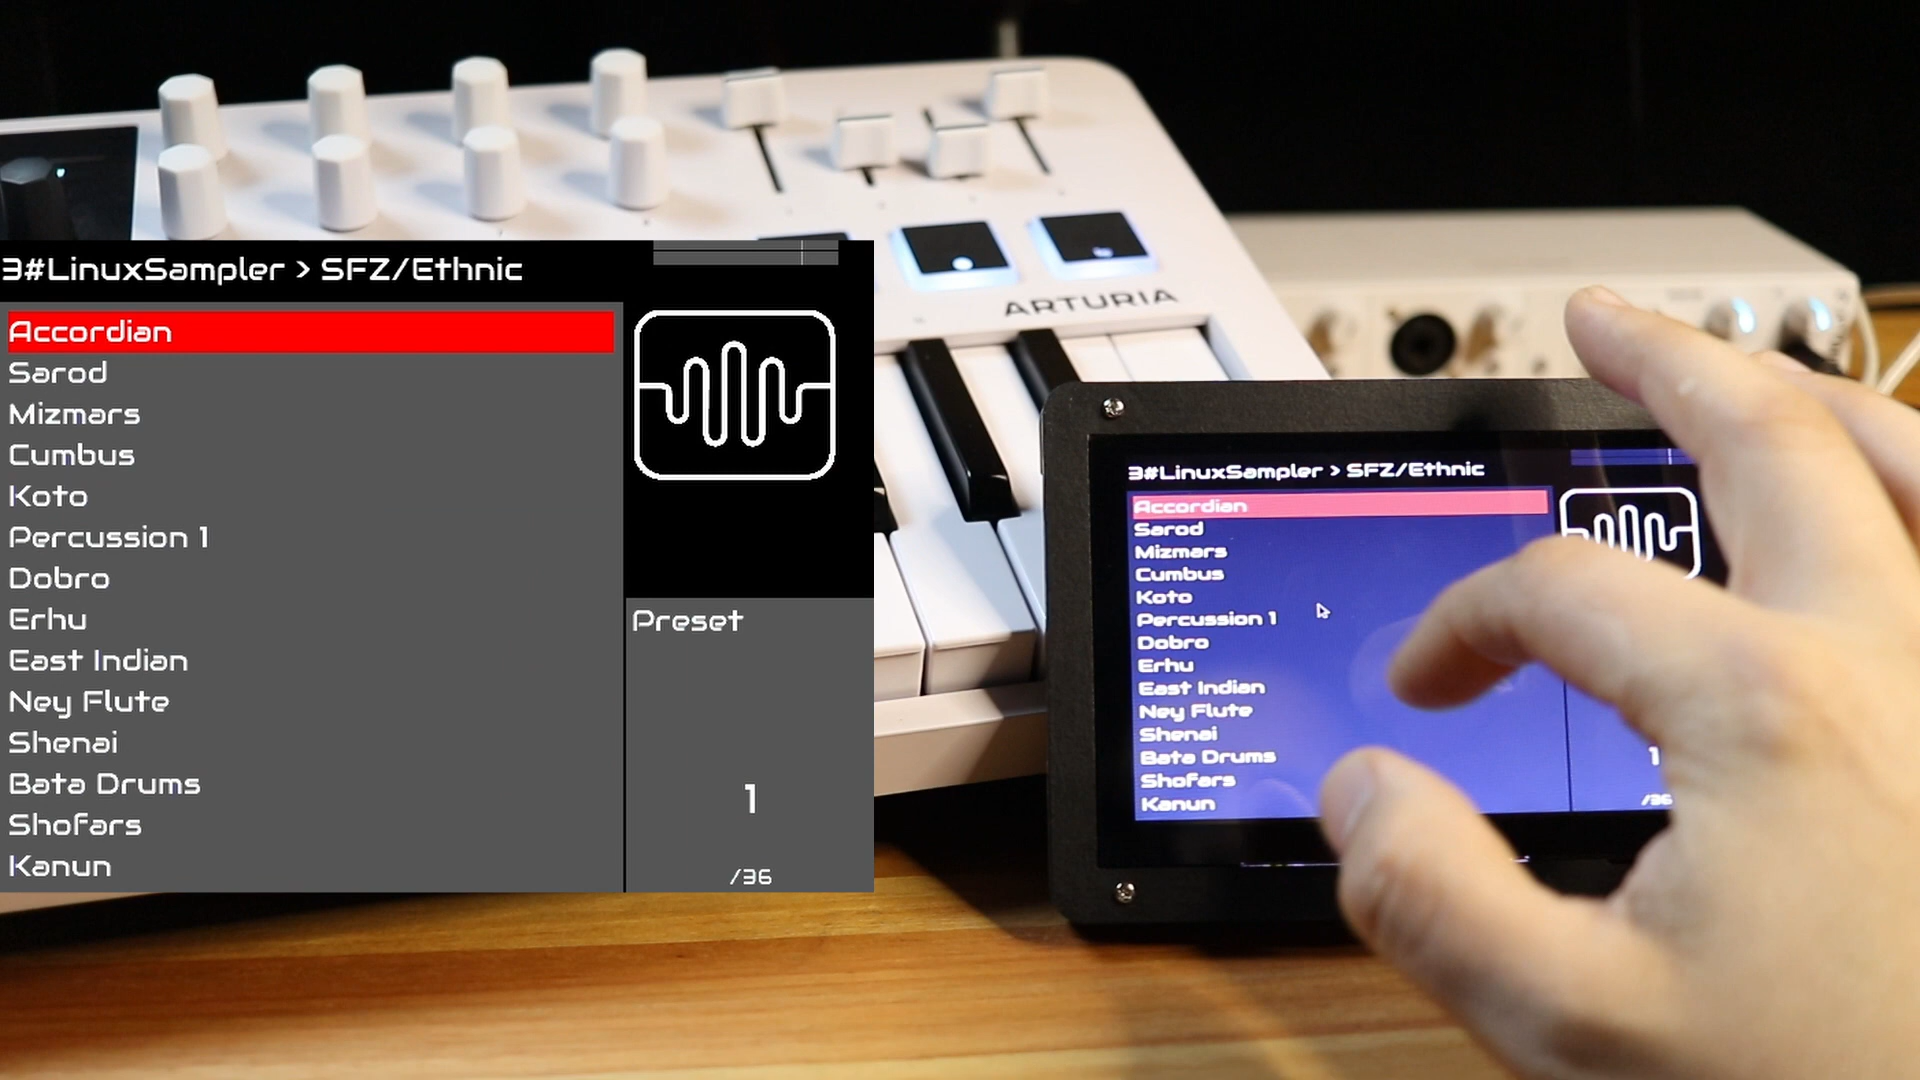 3#LinuxSampler > SFZ/Ethnic
Accordian
Sarod
Mizmars
Cumbus
Koto
Percussion 1
Dobro
Erhu
East Indian
Ney Flute
Shenai
Bata Drums
Shofars
Kanun
Preset
1
/36
ARTURIA
3#LinuxSampler > SFZ/Ethnic
Accordian
Sarod
Mizmars
Cumbus
Koto
Percussion 1
Dobro
Erhu
East Indian
Ney Flute
Shenai
Bata Drums
Shofars
Kanun
1
/36